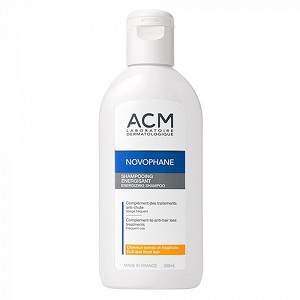 ACM
LABORATOIRE
DERMATOLOGIQUE
NOVOPHANE
SHAMPOOING
ÉNERGISANT
ENERGIZING SHAMPOO
Complément des traitements
anti-chute
Usage fréquent
Complement to anti-hair loss
treatments
Frequent use
Cheveux ternes et fatigués
Dull and tired hair
MADE IN FRANCE 200mL